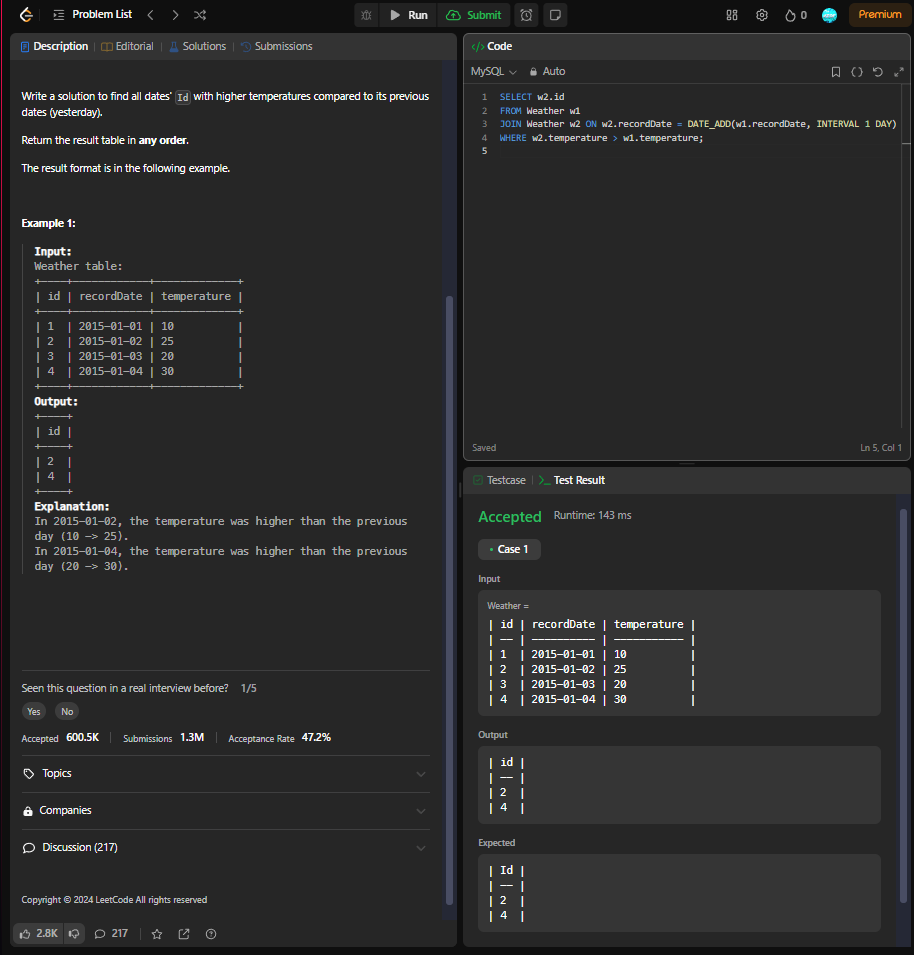 Problem List
Run
Submit
0
Premium
Description
Editorial
Solutions
Submissions
Write a solution to find all dates' Id with higher temperatures compared to its previous
dates (yesterday).
Return the result table in any order.
The result format is in the following example.
Example 1:
Input:
Weather table:
+----+------------+-------------+
| id | recordDate | temperature |
+----+------------+-------------+
| 1  | 2015-01-01 | 10          |
| 2  | 2015-01-02 | 25          |
| 3  | 2015-01-03 | 20          |
| 4  | 2015-01-04 | 30          |
+----+------------+-------------+
Output:
+----+
| id |
+----+
| 2  |
| 4  |
+----+
Explanation:
In 2015-01-02, the temperature was higher than the previous
day (10 -> 25).
In 2015-01-04, the temperature was higher than the previous
day (20 -> 30).
Seen this question in a real interview before? 1/5
Yes No
Accepted 600.5K Submissions 1.3M Acceptance Rate 47.2%
Topics
Companies
Discussion (217)
Copyright © 2024 LeetCode All rights reserved
2.8K 217
</> Code
MySQL Auto
1 SELECT w2.id
2 FROM Weather w1
3 JOIN Weather w2 ON w2.recordDate = DATE_ADD(w1.recordDate, INTERVAL 1 DAY)
4 WHERE w2.temperature > w1.temperature;
5
Saved Ln 5, Col 1
Testcase >_ Test Result
Accepted Runtime: 143 ms
• Case 1
Input
Weather =
| id | recordDate | temperature |
| -- | ---------- | ----------- |
| 1  | 2015-01-01 | 10          |
| 2  | 2015-01-02 | 25          |
| 3  | 2015-01-03 | 20          |
| 4  | 2015-01-04 | 30          |
Output
| id |
| -- |
| 2  |
| 4  |
Expected
| Id |
| -- |
| 2  |
| 4  |